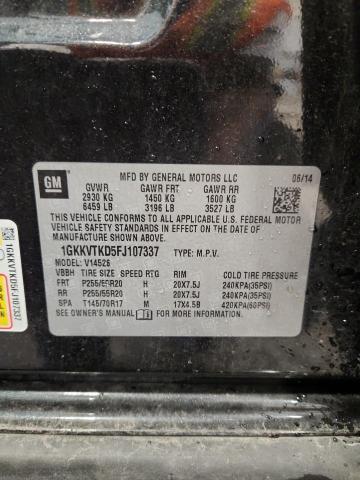 GM
MFD BY GENERAL MOTORS LLC 06/14
GVWR GAWR FRT GAWR RR
2930 KG 1450 KG 1600 KG
6459 LB 3196 LB 3527 LB
THIS VEHICLE CONFORMS TO ALL APPLICABLE U.S. FEDERAL MOTOR
VEHICLE SAFETY STANDARDS IN EFFECT ON THE DATE OF
MANUFACTURE SHOWN ABOVE.
1GKKVTKD5FJ107337 TYPE: M.P.V.
MODEL: V14526
VBBH TIRE SIZE SPEED RTG RIM COLD TIRE PRESSURE
FRT P255/55R20 H 20X7.5J 240KPA(35PSI)
RR P255/55R20 H 20X7.5J 240KPA(35PSI)
SPA T145/70R17 M 17X4.5B 420KPA(60PSI)
SEE OWNER'S MANUAL FOR ADDITIONAL INFORMATION.
1GKKVTKD5FJ107337